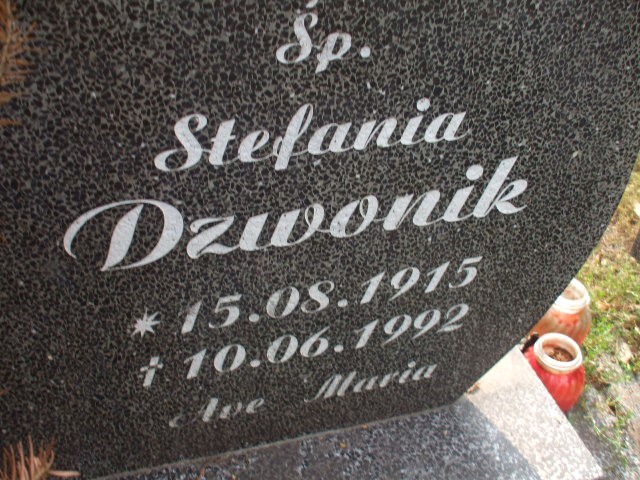 Śp.
Stefania
Dzwonik
* 15.08.1915
† 10.06.1992
Ave Maria